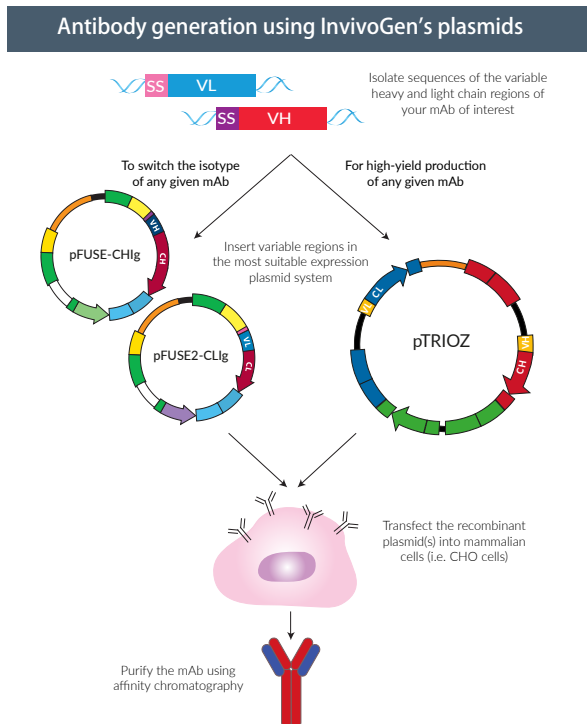 Antibody generation using InvivoGen's plasmids
SS VL
SS VH
Isolate sequences of the variable
heavy and light chain regions of
your mAb of interest
To switch the isotype
of any given mAb
For high-yield production
of any given mAb
VH
CH
pFUSE-CHIg
Insert variable regions in
the most suitable expression
plasmid system
VL
CL
pFUSE2-CLIg
CL
VL
pTRIOZ
VH
CH
Transfect the recombinant
plasmid(s) into mammalian
cells (i.e. CHO cells)
Purify the mAb using
affinity chromatography